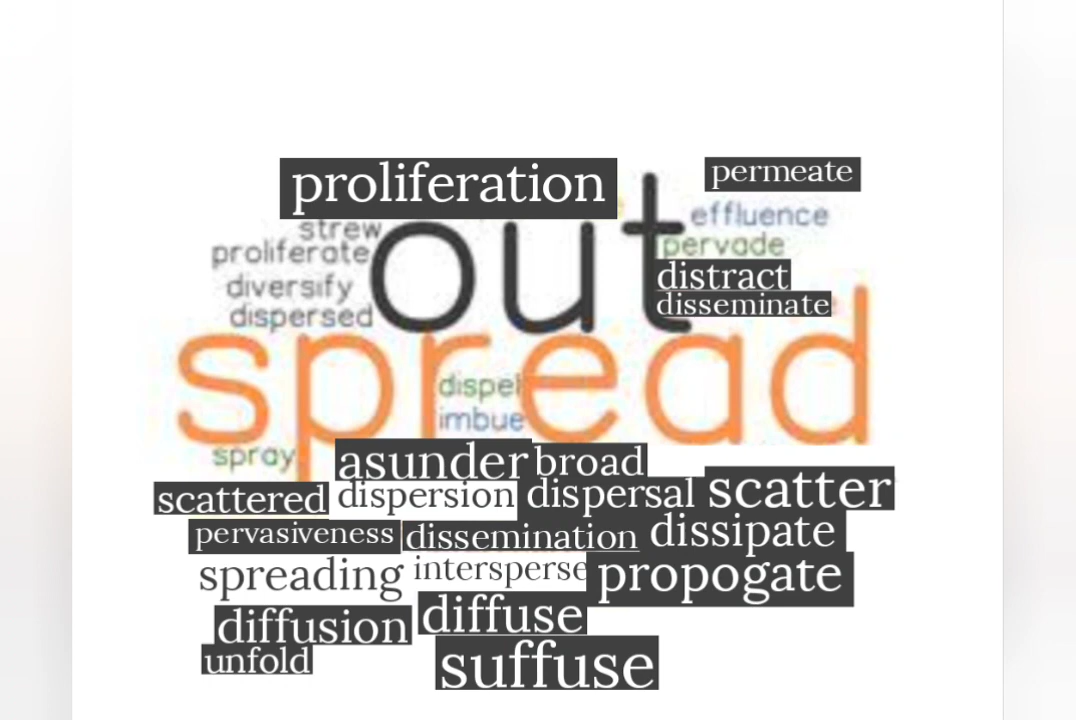 proliferation permeate
out
strew effluence
proliferate pervade
diversify distract
dispersed disseminate
spread
dispel
imbue
spray asunder broad
scattered dispersion dispersal scatter
pervasiveness dissemination dissipate
spreading intersperse propogate
diffusion diffuse
unfold suffuse